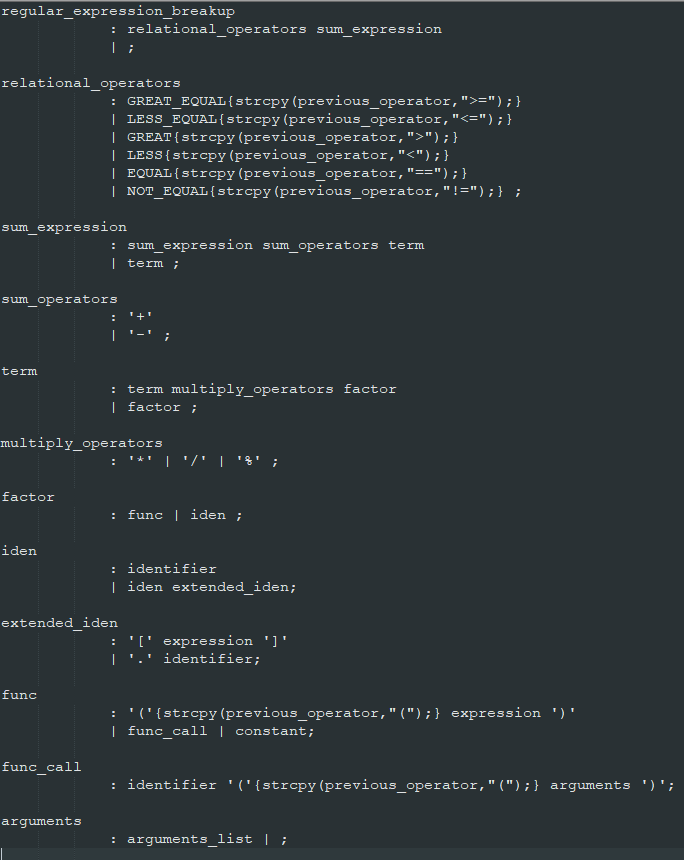 regular_expression_breakup
: relational_operators sum_expression
| ;
relational_operators
: GREAT_EQUAL{strcpy(previous_operator,">=");}
| LESS_EQUAL{strcpy(previous_operator,"<=");}
| GREAT{strcpy(previous_operator,">");}
| LESS{strcpy(previous_operator,"<");}
| EQUAL{strcpy(previous_operator,"==");}
| NOT_EQUAL{strcpy(previous_operator,"!=");} ;
sum_expression
: sum_expression sum_operators term
| term ;
sum_operators
: '+'
| '-' ;
term
: term multiply_operators factor
| factor ;
multiply_operators
: '*' | '/' | '%' ;
factor
: func | iden ;
iden
: identifier
| iden extended_iden;
extended_iden
: '[' expression ']'
| '.' identifier;
func
: '('{strcpy(previous_operator,"(");} expression ')'
| func_call | constant;
func_call
: identifier '('{strcpy(previous_operator,"(");} arguments ')';
arguments
: arguments_list | ;